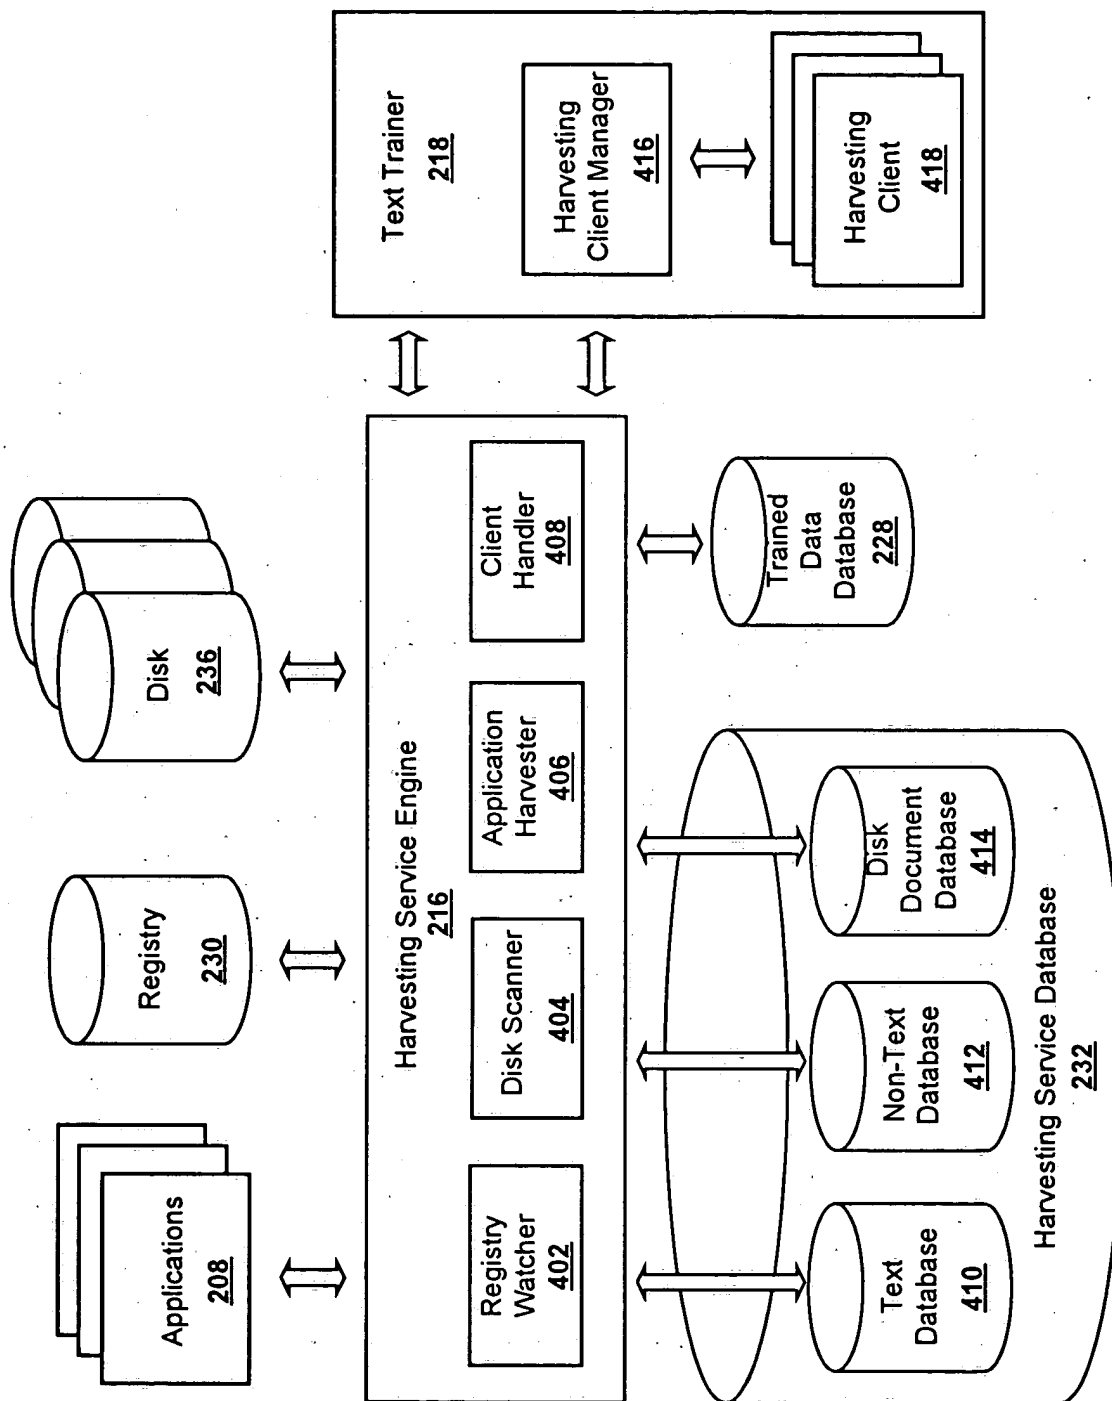 Applications
208
Registry
230
Disk
236
Harvesting Service Engine
216
Registry
Watcher
402
Disk Scanner
404
Application
Harvester
406
Client
Handler
408
Text Trainer
218
Harvesting
Client Manager
416
Harvesting
Client
418
Text
Database
410
Non-Text
Database
412
Disk
Document
Database
414
Harvesting Service Database
232
Trained
Data
Database
228